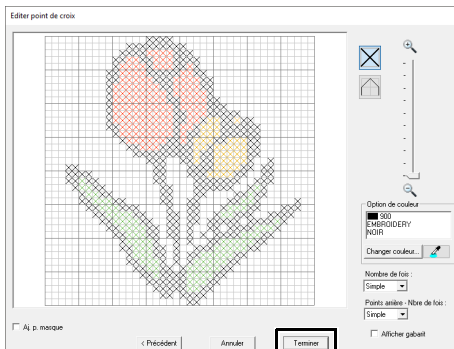 Editer point de croix
Option de couleur
900
EMBROIDERY
NOIR
Changer couleur...
Nombre de fois :
Simple
Points arrière - Nbre de fois :
Simple
Aj. p. masque
Afficher gabarit
< Précédent
Annuler
Terminer